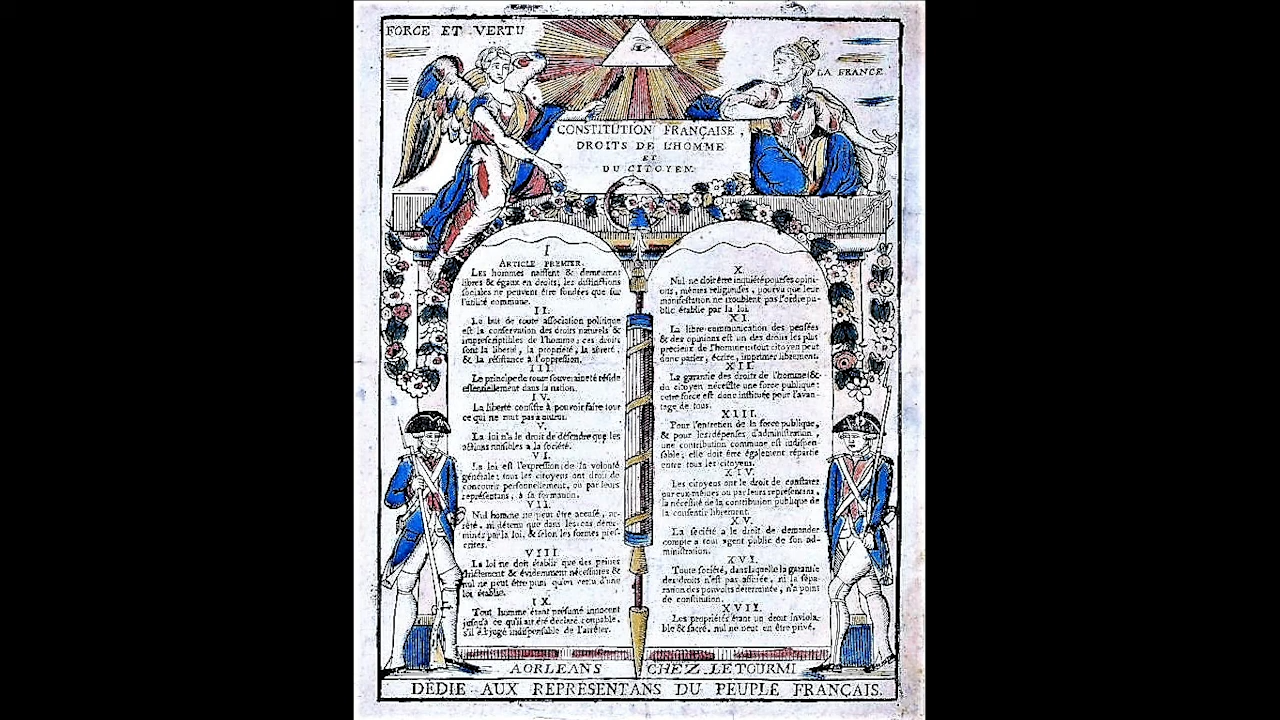 FORCE ET VERTU
LA FRANCE
CONSTITUTION FRANÇAISE,
DROITS DE L'HOMME
ET
DU CITOYEN
I.
ARTICLE PREMIER.
Les hommes naiſſent & demeurent
libres & égaux en droits; les diſtinctions
ſociales ne peuvent être fondées que ſur
l'utilité commune.
II.
Le but de toute aſſociation politique
eſt la conſervation des droits naturels &
impreſcriptibles de l'homme; ces droits
ſont la liberté, la propriété, la ſûreté,
& la réſiſtance à l'oppreſſion.
III.
Le principe de toute ſouveraineté réſide
eſſentiellement dans la nation.
IV.
La liberté conſiſte à pouvoir faire tout
ce qui ne nuit pas à autrui.
V.
La loi n'a le droit de défendre que les
actions nuiſibles à la ſociété.
VI.
La loi eſt l'expreſſion de la volonté
générale; tous les citoyens ont droit de
concourir perſonnellement, ou par leurs
repréſentans, à ſa formation.
VII.
Nul homme ne peut être accuſé, ar-
rêté, ni détenu que dans les cas déter-
minés par la loi, & ſelon les formes preſ-
crites.
VIII.
La loi ne doit établir que des peines
ſtrictement & évidemment néceſſaires &
nul ne peut être puni qu'en vertu d'une
loi établie.
IX.
Tout homme étant préſumé innocent
juſqu'à ce qu'il ait été déclaré coupable,
s'il eſt jugé indiſpenſable de l'arrêter.
X.
Nul ne doit être inquiété pour ſes opini-
ons, mêmes religieuſes, pourvu que leur
manifeſtation ne troublent pas l'ordre pu-
blic établie par la loi.
XI.
La libre communication des penſées
& des opinions eſt un des droits les plus
précieux de l'homme: tout citoyen peut
donc parler, écrire, imprimer librement.
XII.
La garantie des droits de l'homme &
du citoyen néceſſite une force publique:
cette force eſt donc inſtituée pour l'avan-
tage de tous.
XIII.
Pour l'entretien de la force publique,
& pour les dépenſes d'adminiſtration,
une contribution commune eſt indiſpen-
ſable; elle doit être également répartie
entre tous les citoyens.
XIV.
Les citoyens ont le droit de conſtater
par eux-mêmes ou par leurs repréſentans,
la néceſſité de la contribution publique de
la conſentir librement.
XV.
La ſociété a le droit de demander
compte à tout agent public de ſon ad-
miniſtration.
XVI.
Toute ſociété, dans laquelle la garantie
des droits n'eſt pas aſſurée, ni la ſépa-
ration des pouvoirs déterminée, n'a point
de conſtitution.
XVII.
Les propriétés étant un droit inviola-
ble & ſacré, nul ne peut en être privé.
A ORLEANS CHEZ LETOURMI
DEDIE AUX REPRESENTANS DU PEUPLE FRANÇAIS.